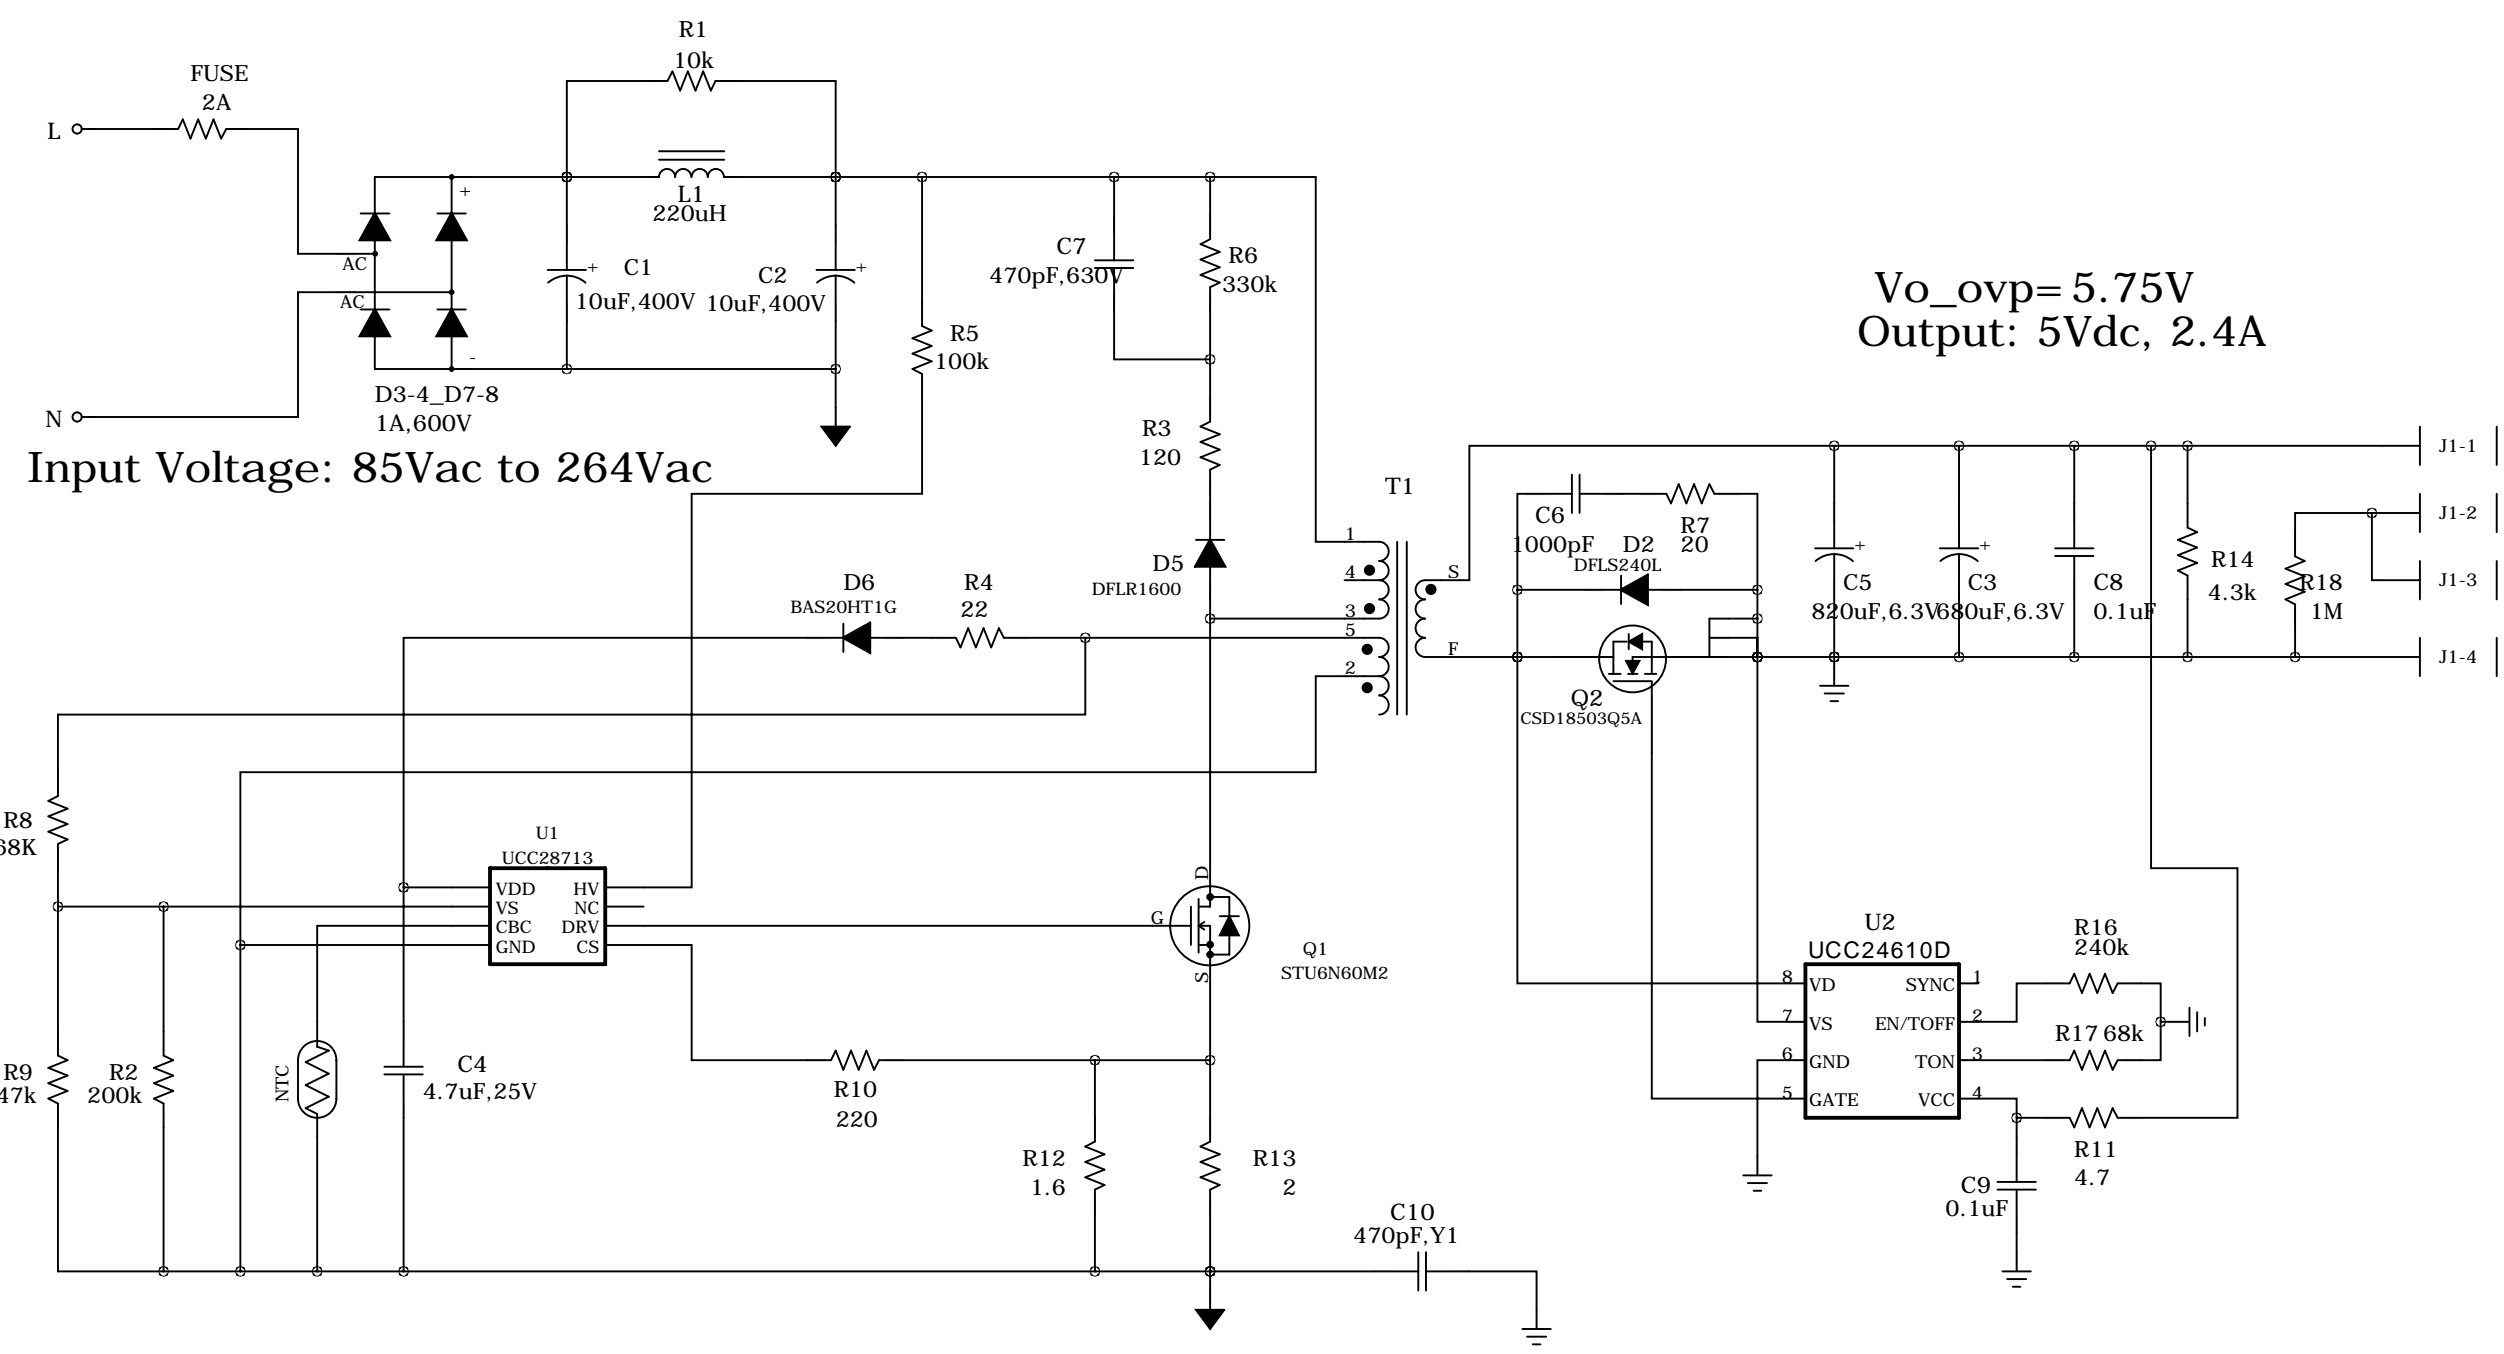 R1
10k
FUSE
2A
L
L1
220uH
+
AC
AC
-
D3-4_D7-8
1A,600V
N
Input Voltage: 85Vac to 264Vac
+
C1
10uF,400V
C2
10uF,400V
+
R5
100k
C7
470pF,630V
R6
330k
R3
120
Vo_ovp=5.75V
Output: 5Vdc, 2.4A
T1
1
4
3
5
2
S
F
D5
DFLR1600
D6
BAS20HT1G
R4
22
C6
1000pF
R7
20
D2
DFLS240L
Q2
CSD18503Q5A
+
C5
820uF,6.3V
+
C3
680uF,6.3V
C8
0.1uF
R14
4.3k
R18
1M
J1-1
J1-2
J1-3
J1-4
R8
68K
U1
UCC28713
VDD
VS
CBC
GND
HV
NC
DRV
CS
D
G
S
Q1
STU6N60M2
U2
UCC24610D
8
VD
7
VS
6
GND
5
GATE
SYNC
1
EN/TOFF
2
TON
3
VCC
4
R16
240k
R17 68k
R11
4.7
C9
0.1uF
R9
47k
R2
200k
NTC
C4
4.7uF,25V
R10
220
R12
1.6
R13
2
C10
470pF,Y1